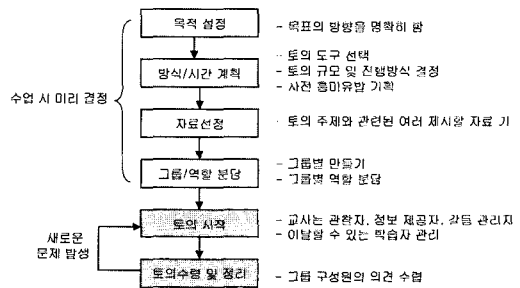 목적 설정
- 목표의 방향을 명확히 함
방식/시간 계획
- 토의 도구 선택
- 토의 규모 및 진행방식 결정
- 사전 흥미유발 기획
수업 시 미리 결정
자료선정
- 토의 주제와 관련된 여러 제시할 자료 기
그룹/역할 분담
- 그룹별 만들기
- 그룹별 역할 분담
토의 시작
- 교사는 관찰자, 정보 제공자, 갈등 관리자
- 이탈할 수 있는 학습자 관리
새로운
문제 발생
토의수렴 및 정리
- 그룹 구성원의 의견 수렴